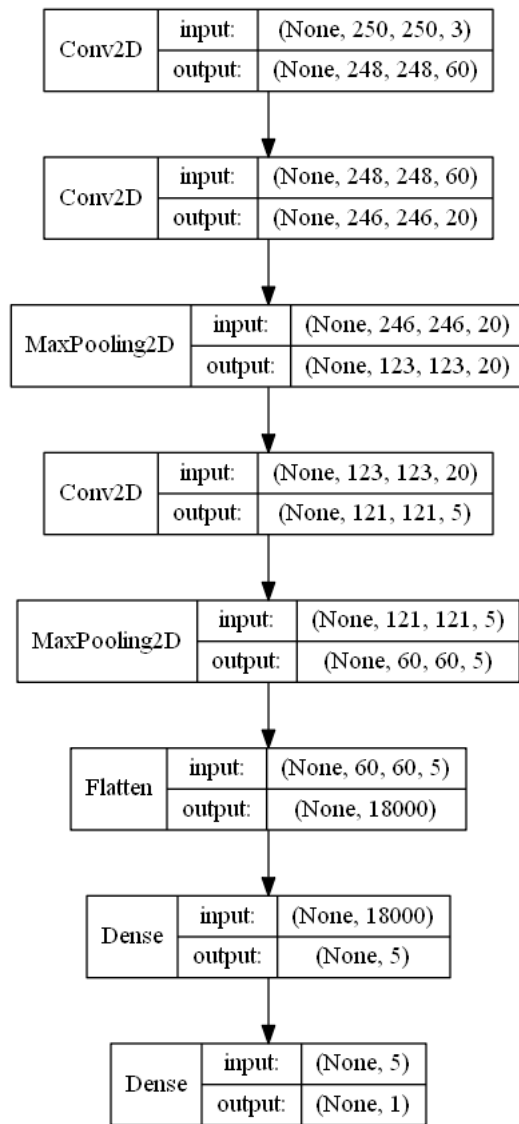 Conv2D
input: (None, 250, 250, 3)
output: (None, 248, 248, 60)
Conv2D
input: (None, 248, 248, 60)
output: (None, 246, 246, 20)
MaxPooling2D
input: (None, 246, 246, 20)
output: (None, 123, 123, 20)
Conv2D
input: (None, 123, 123, 20)
output: (None, 121, 121, 5)
MaxPooling2D
input: (None, 121, 121, 5)
output: (None, 60, 60, 5)
Flatten
input: (None, 60, 60, 5)
output: (None, 18000)
Dense
input: (None, 18000)
output: (None, 5)
Dense
input: (None, 5)
output: (None, 1)